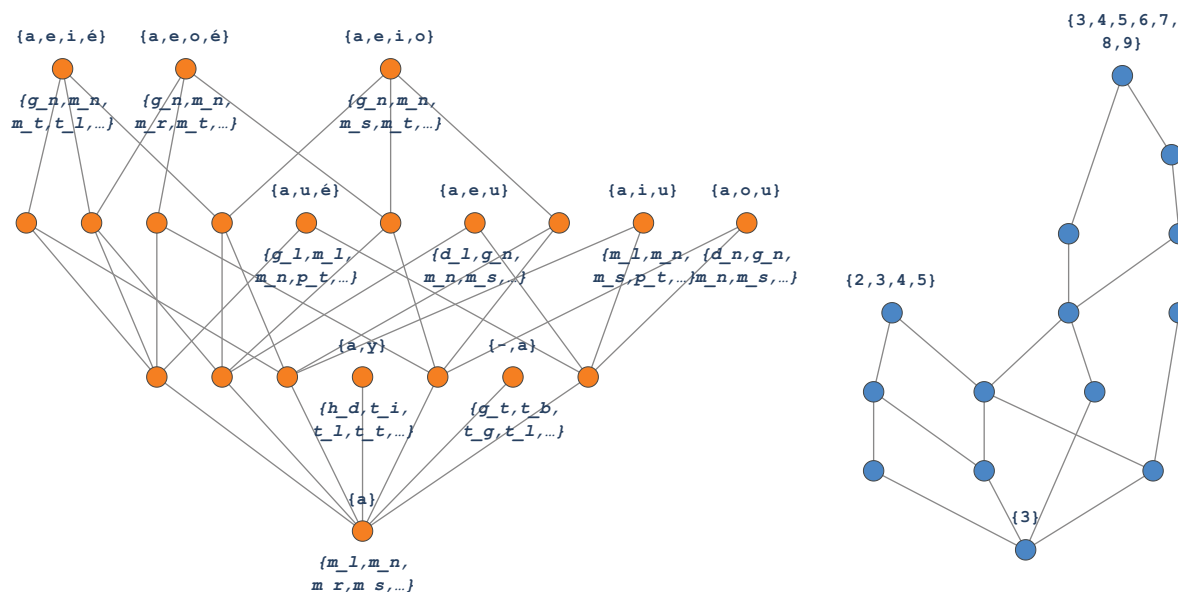 {a,e,i,é}
{a,e,o,é}
{a,e,i,o}
{g_n,m_n,
m_t,t_l,…}
{g_n,m_n,
m_r,m_t,…}
{g_n,m_n,
m_s,m_t,…}
{a,u,é}
{a,e,u}
{a,i,u}
{a,o,u}
{g_l,m_l,
m_n,p_t,…}
{d_l,g_n,
m_n,m_s,…}
{m_l,m_n,
m_s,p_t,…}
{d_n,g_n,
m_n,m_s,…}
{a,y}
{-,a}
{h_d,t_i,
t_l,t_t,…}
{g_t,t_b,
t_g,t_l,…}
{a}
{m_l,m_n,
m_r,m_s,…}
{3,4,5,6,7,
8,9}
{2,3,4,5}
{3}